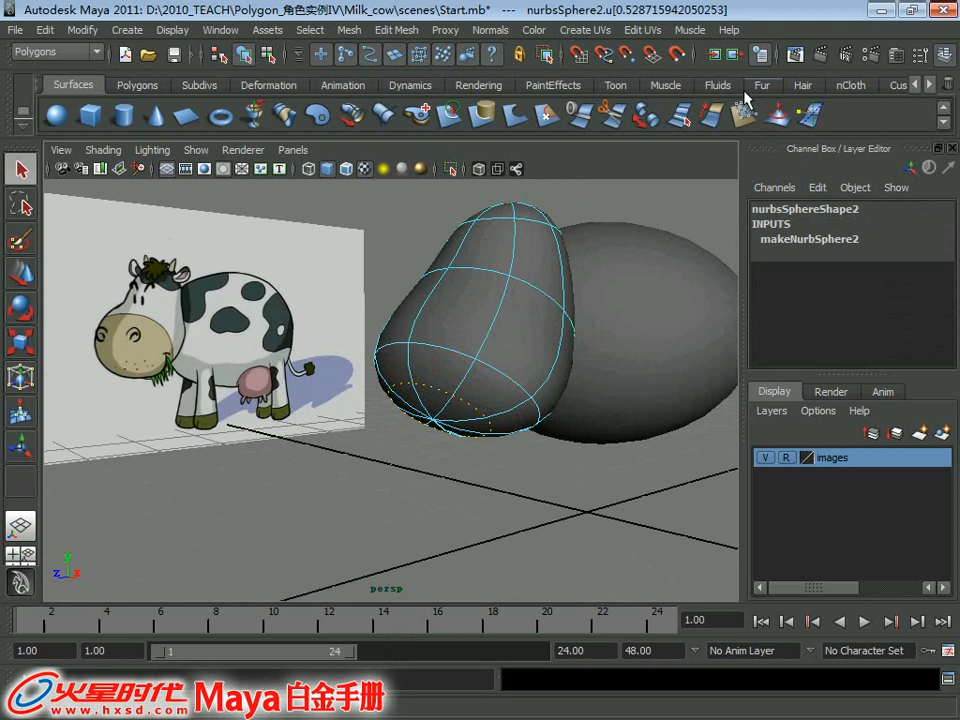 Autodesk Maya 2011: D:\2010_TEACH\Polygon_角色实例IV\Milk_cow\scenes\Start.mb* --- nurbsSphere2.u[0.528715942050253]
File Edit Modify Create Display Window Assets Select Mesh Edit Mesh Proxy Normals Color Create UVs Edit UVs Muscle Help
Polygons
Surfaces Polygons Subdivs Deformation Animation Dynamics Rendering PaintEffects Toon Muscle Fluids Fur Hair nCloth Cus
View Shading Lighting Show Renderer Panels
Channel Box / Layer Editor
Channels Edit Object Show
nurbsSphereShape2
INPUTS
makeNurbSphere2
Display Render Anim
Layers Options Help
V R images
y
z x
persp
2 4 6 8 10 12 14 16 18 20 22 24
1.00
1.00 1.00 1 24 24.00 48.00 No Anim Layer No Character Set
火星时代
www.hxsd.com
Maya 白金手册